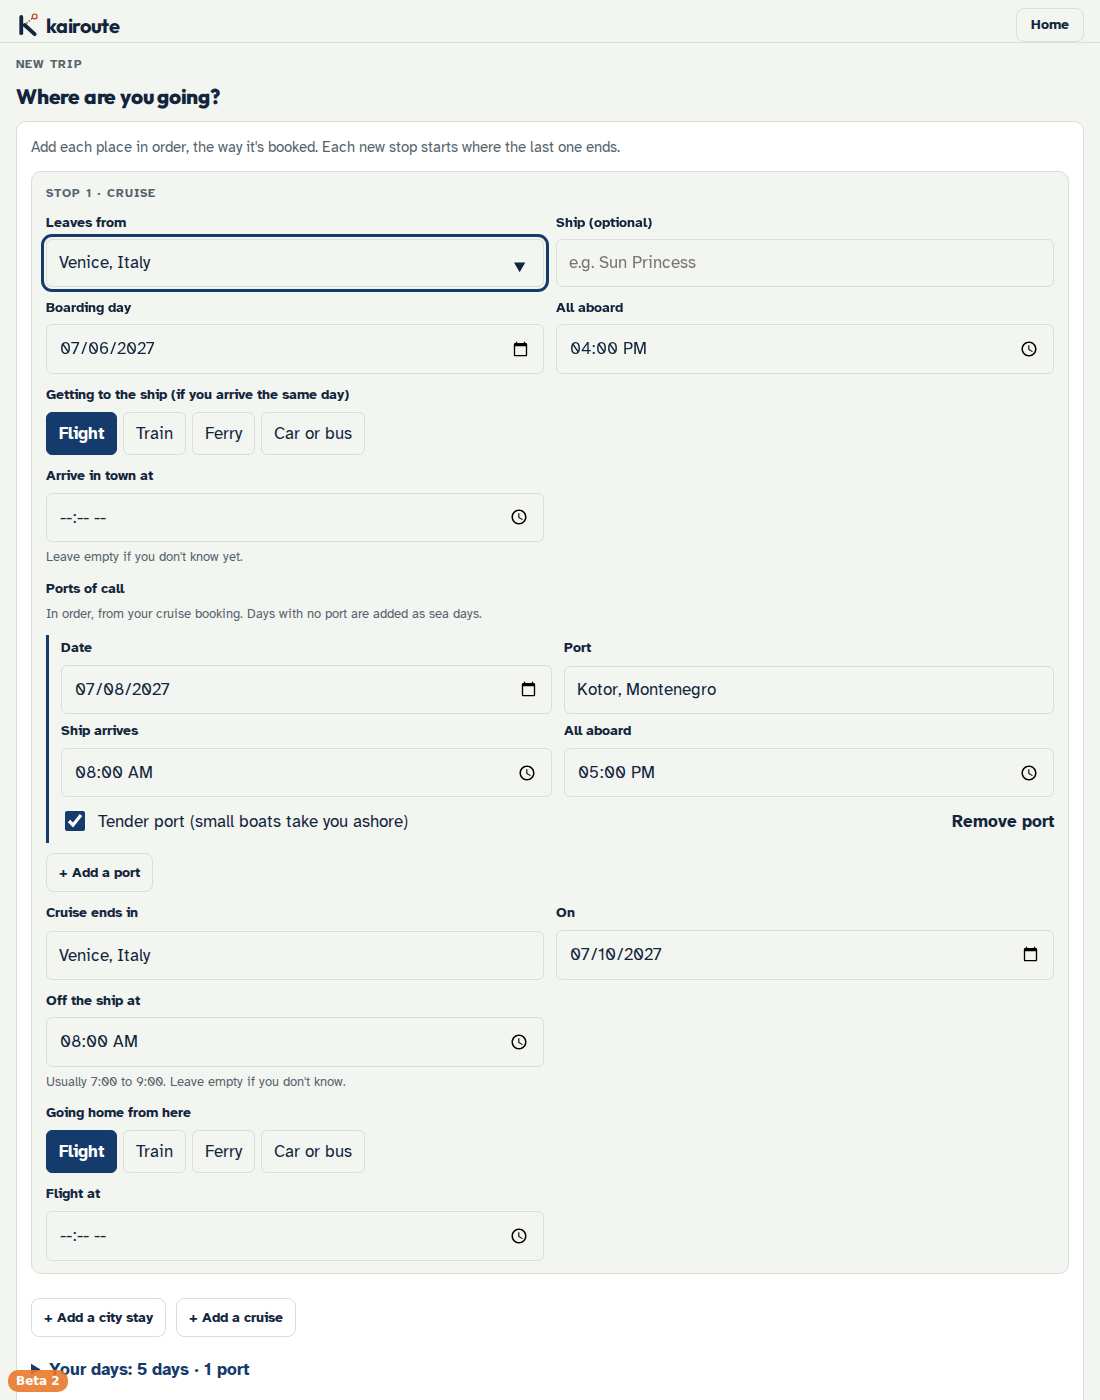 kairoute
Home
NEW TRIP
Where are you going?
Add each place in order, the way it's booked. Each new stop starts where the last one ends.
STOP 1 · CRUISE
Leaves from
Ship (optional)
Venice, Italy
e.g. Sun Princess
Boarding day
All aboard
07/06/2027
04:00 PM
Getting to the ship (if you arrive the same day)
Flight Train Ferry Car or bus
Arrive in town at
--:-- --
Leave empty if you don't know yet.
Ports of call
In order, from your cruise booking. Days with no port are added as sea days.
Date
Port
07/08/2027
Kotor, Montenegro
Ship arrives
All aboard
08:00 AM
05:00 PM
Tender port (small boats take you ashore)
Remove port
+ Add a port
Cruise ends in
On
Venice, Italy
07/10/2027
Off the ship at
08:00 AM
Usually 7:00 to 9:00. Leave empty if you don't know.
Going home from here
Flight Train Ferry Car or bus
Flight at
--:-- --
+ Add a city stay
+ Add a cruise
Your days: 5 days · 1 port
Beta 2